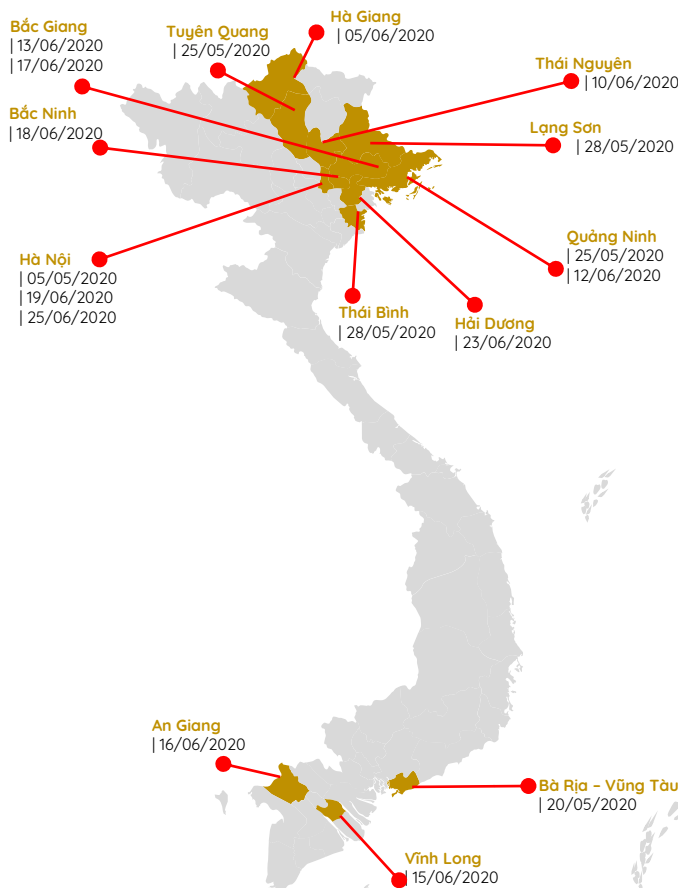 Hà Giang
| 05/06/2020
Bắc Giang
| 13/06/2020
| 17/06/2020
Tuyên Quang
| 25/05/2020
Thái Nguyên
| 10/06/2020
Bắc Ninh
| 18/06/2020
Lạng Sơn
| 28/05/2020
Quảng Ninh
| 25/05/2020
| 12/06/2020
Hà Nội
| 05/05/2020
| 19/06/2020
| 25/06/2020
Thái Bình
| 28/05/2020
Hải Dương
| 23/06/2020
An Giang
| 16/06/2020
Bà Rịa – Vũng Tàu
| 20/05/2020
Vĩnh Long
| 15/06/2020